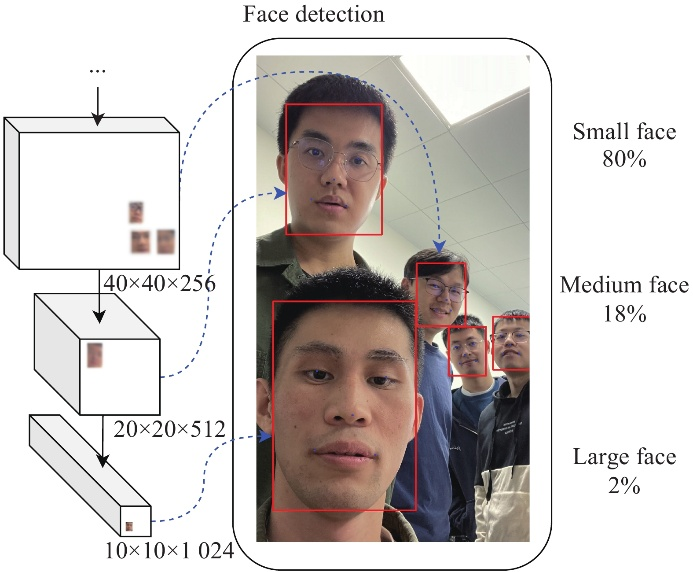 Face detection
...
Small face
80%
40×40×256
Medium face
18%
20×20×512
Large face
2%
10×10×1 024